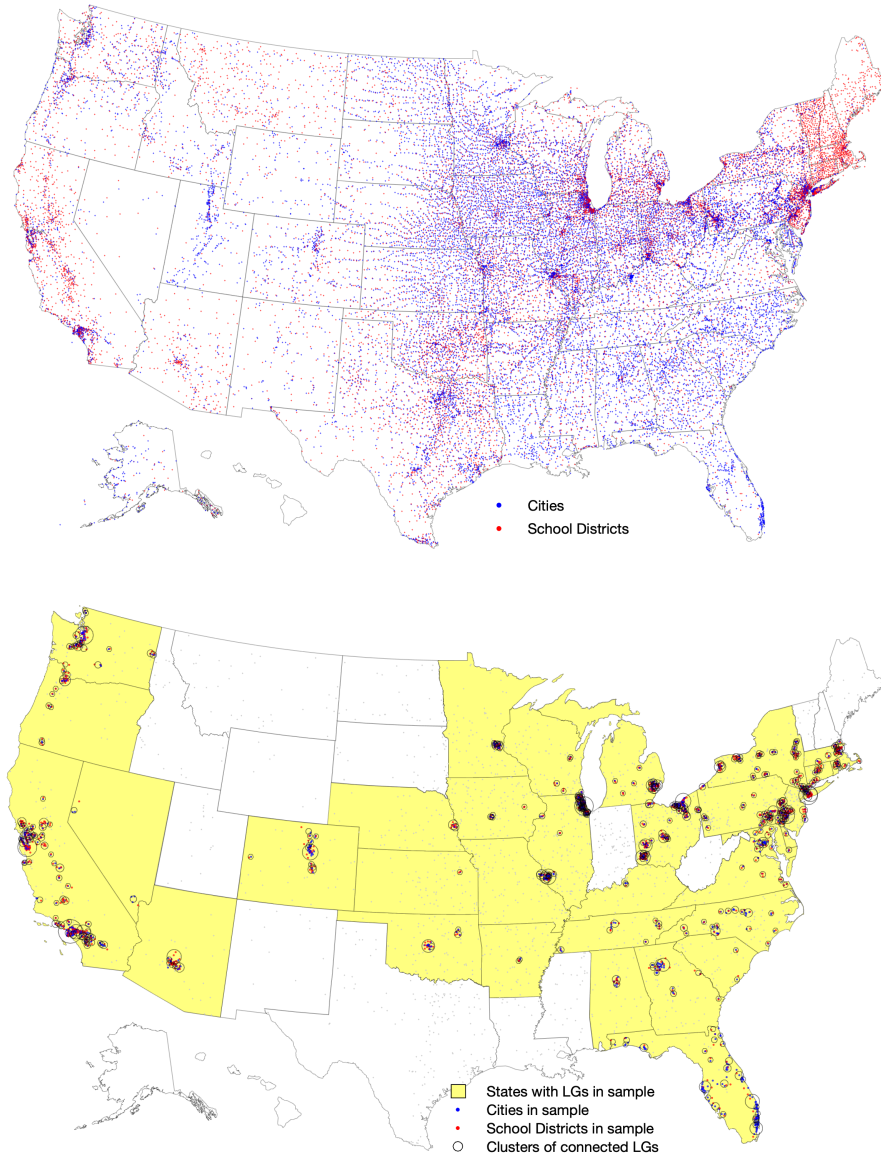 Cities
School Districts
States with LGs in sample
Cities in sample
School Districts in sample
Clusters of connected LGs